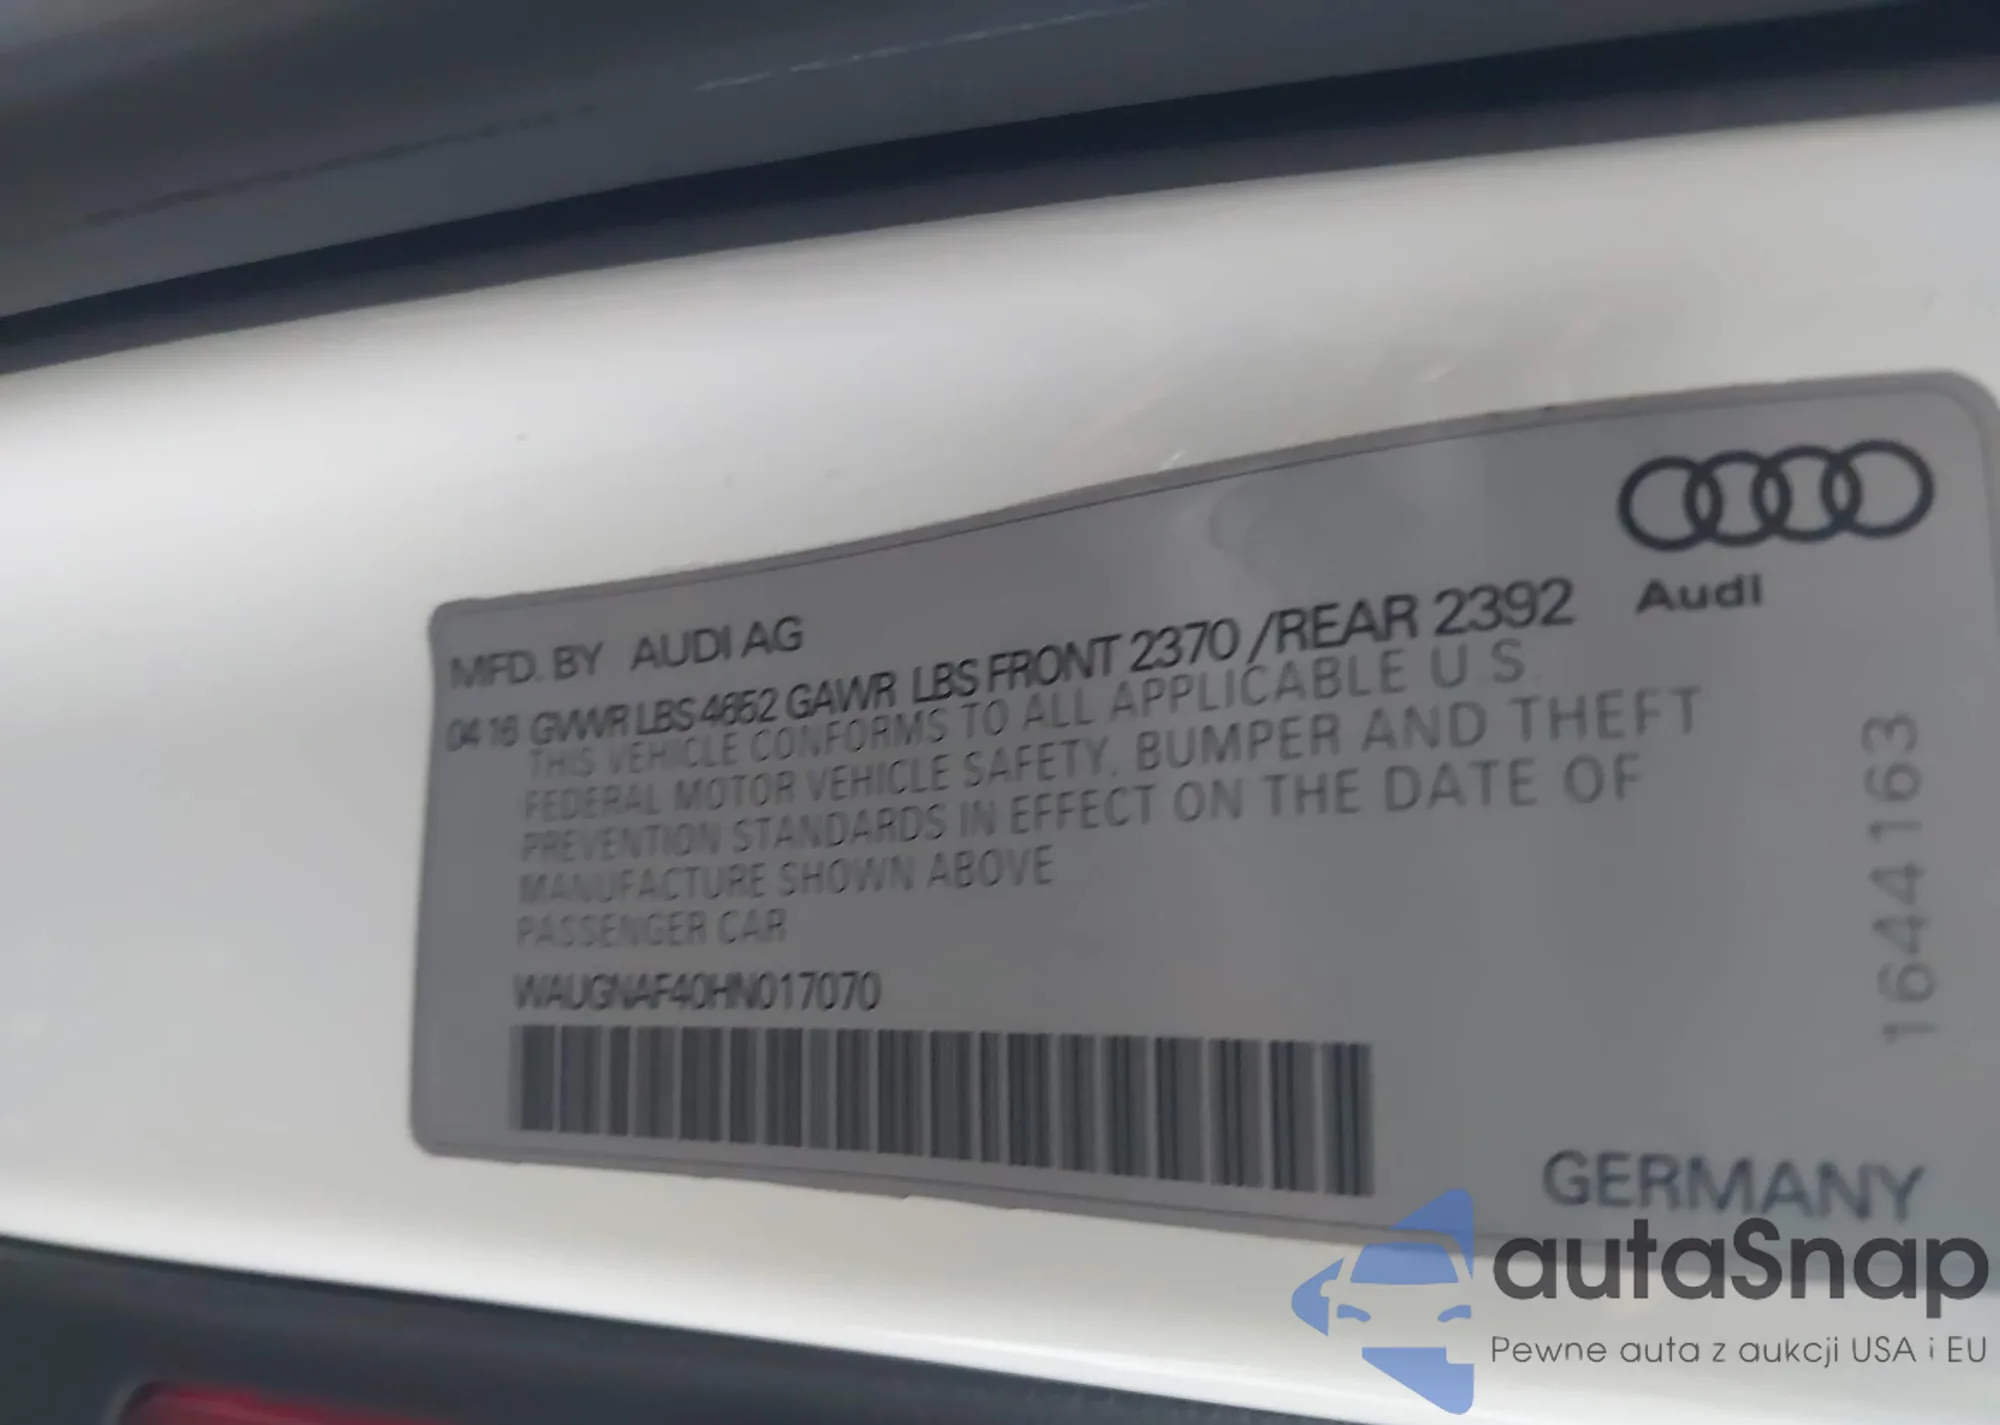 MFD. BY AUDI AG
04 16 GVWR LBS 4652 GAWR LBS FRONT 2370 /REAR 2392
THIS VEHICLE CONFORMS TO ALL APPLICABLE U.S.
FEDERAL MOTOR VEHICLE SAFETY, BUMPER AND THEFT
PREVENTION STANDARDS IN EFFECT ON THE DATE OF
MANUFACTURE SHOWN ABOVE
PASSENGER CAR
WAUGNAF40HN017070
Audi
1644163
GERMANY
autaSnap
Pewne auta z aukcji USA i EU